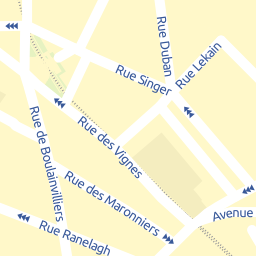 Rue Duban
Rue Lekain
Rue Singer
Rue des Vignes
Rue de Boulainvilliers
Rue des Maronniers
Avenue
Rue Ranelagh